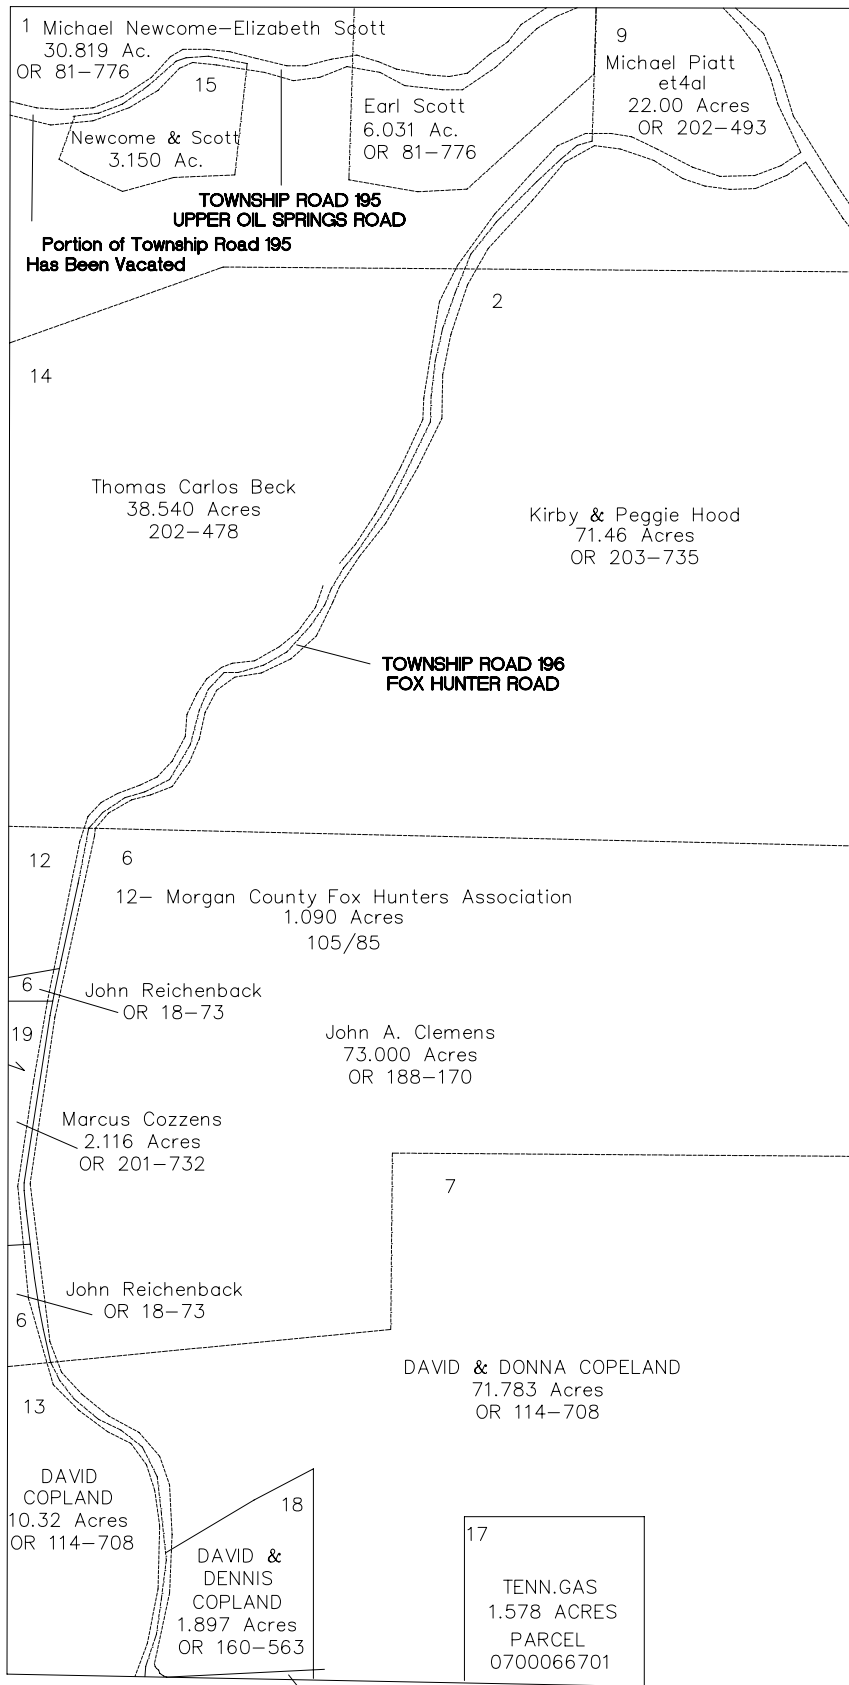 1 Michael Newcome-Elizabeth Scott
30.819 Ac.
OR 81-776
15
Newcome & Scott
3.150 Ac.
Earl Scott
6.031 Ac.
OR 81-776
9
Michael Piatt
et4al
22.00 Acres
OR 202-493
TOWNSHIP ROAD 195
UPPER OIL SPRINGS ROAD
Portion of Township Road 195
Has Been Vacated
2
14
Thomas Carlos Beck
38.540 Acres
202-478
Kirby & Peggie Hood
71.46 Acres
OR 203-735
TOWNSHIP ROAD 196
FOX HUNTER ROAD
12
6
12- Morgan County Fox Hunters Association
1.090 Acres
105/85
6
John Reichenback
OR 18-73
19
John A. Clemens
73.000 Acres
OR 188-170
Marcus Cozzens
2.116 Acres
OR 201-732
7
John Reichenback
OR 18-73
6
DAVID & DONNA COPELAND
71.783 Acres
OR 114-708
13
DAVID
COPLAND
10.32 Acres
OR 114-708
18
DAVID &
DENNIS
COPLAND
1.897 Acres
OR 160-563
17
TENN.GAS
1.578 ACRES
PARCEL
0700066701